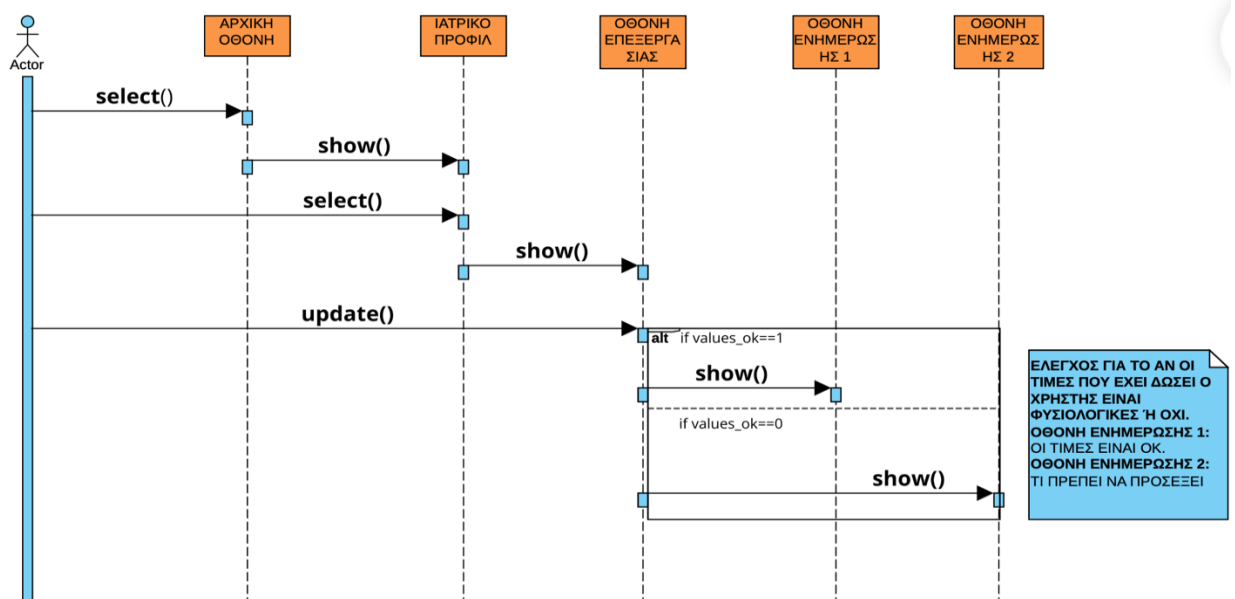 Actor
ΑΡΧΙΚΗ
ΟΘΟΝΗ
ΙΑΤΡΙΚΟ
ΠΡΟΦΙΛ
ΟΘΟΝΗ
ΕΠΕΞΕΡΓΑ
ΣΙΑΣ
ΟΘΟΝΗ
ΕΝΗΜΕΡΩΣ
ΗΣ 1
ΟΘΟΝΗ
ΕΝΗΜΕΡΩΣ
ΗΣ 2
select()
show()
select()
show()
update()
alt if values_ok==1
show()
if values_ok==0
show()
ΕΛΕΓΧΟΣ ΓΙΑ ΤΟ ΑΝ ΟΙ
ΤΙΜΕΣ ΠΟΥ ΕΧΕΙ ΔΩΣΕΙ Ο
ΧΡΗΣΤΗΣ ΕΙΝΑΙ
ΦΥΣΙΟΛΟΓΙΚΕΣ Ή ΟΧΙ.
ΟΘΟΝΗ ΕΝΗΜΕΡΩΣΗΣ 1:
ΟΙ ΤΙΜΕΣ ΕΙΝΑΙ ΟΚ.
ΟΘΟΝΗ ΕΝΗΜΕΡΩΣΗΣ 2:
ΤΙ ΠΡΕΠΕΙ ΝΑ ΠΡΟΣΕΞΕΙ